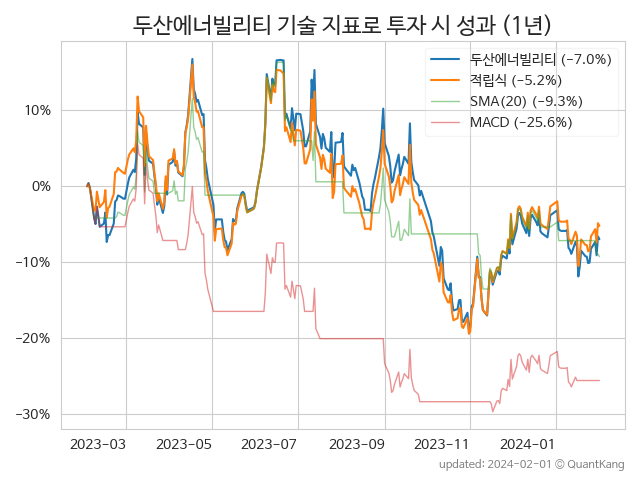 두산에너빌리티 기술 지표로 투자 시 성과 (1년)
두산에너빌리티 (−7.0%)
적립식 (−5.2%)
SMA(20) (−9.3%)
MACD (−25.6%)
10%
0%
−10%
−20%
−30%
2023-03 2023-05 2023-07 2023-09 2023-11 2024-01
updated: 2024-02-01 © QuantKang